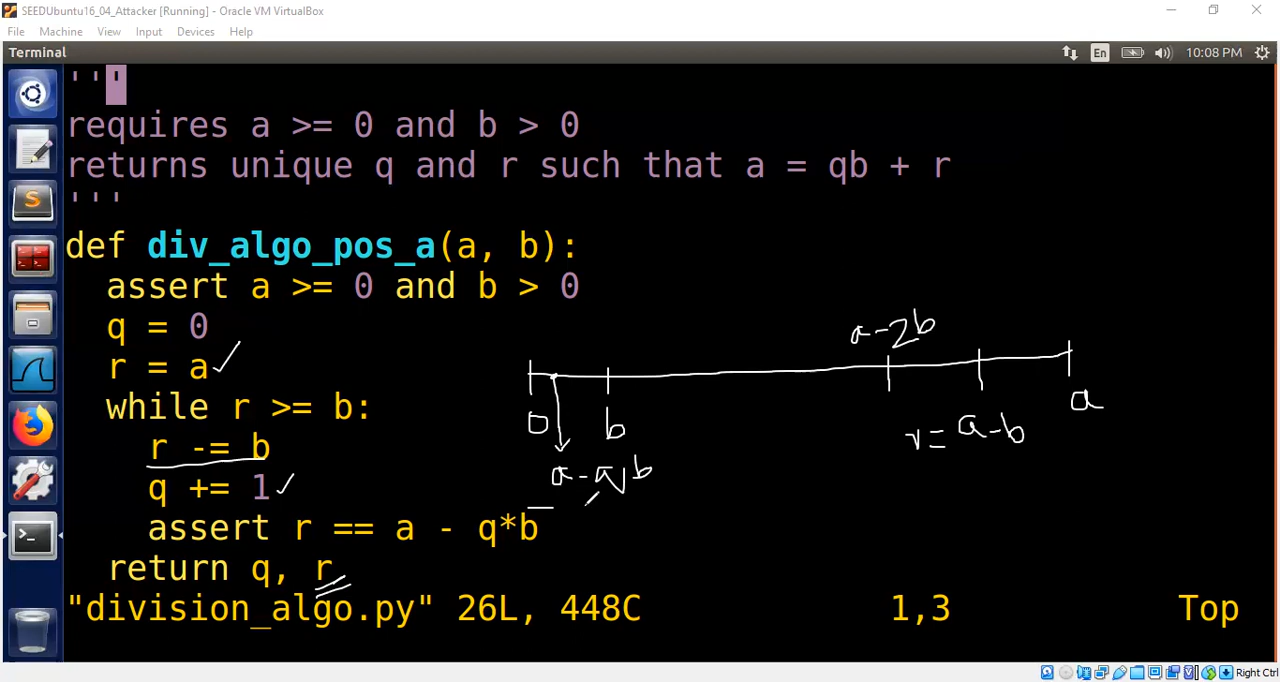 SEEDUbuntu16_04_Attacker [Running] - Oracle VM VirtualBox
File Machine View Input Devices Help
Terminal En 10:08 PM
'''
requires a >= 0 and b > 0
returns unique q and r such that a = qb + r
'''
def div_algo_pos_a(a, b):
assert a >= 0 and b > 0
q = 0
r = a
while r >= b:
r -= b
q += 1
assert r == a - q*b
return q, r
"division_algo.py" 26L, 448C 1,3 Top
a-2b
0 b r= a-b a
a-qb
Right Ctrl